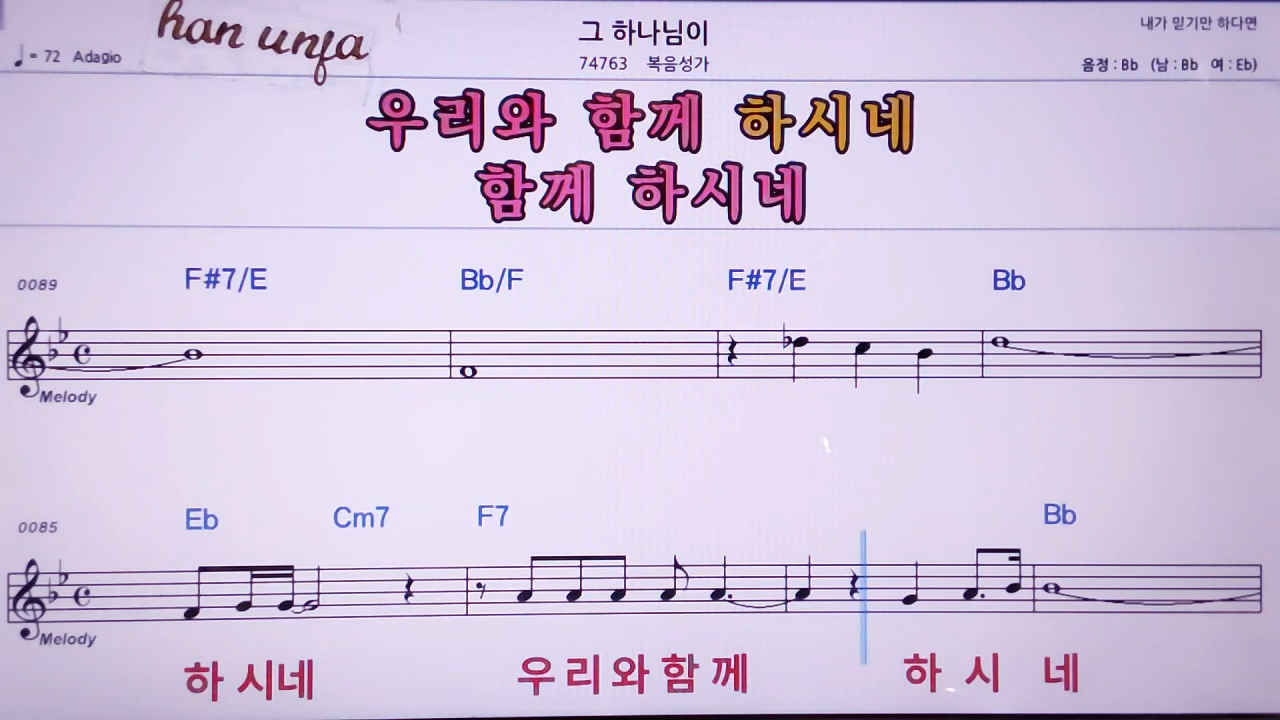 han unja
그 하나님이
내가 믿기만 하다면
♩= 72 Adagio
74763 복음성가
음정 : Bb (남 : Bb 여 : Eb)
우리와 함께 하시네
함께 하시네
0089 F#7/E Bb/F F#7/E Bb
Melody
0085 Eb Cm7 F7 Bb
Melody
하 시네 우리와함께 하 시 네